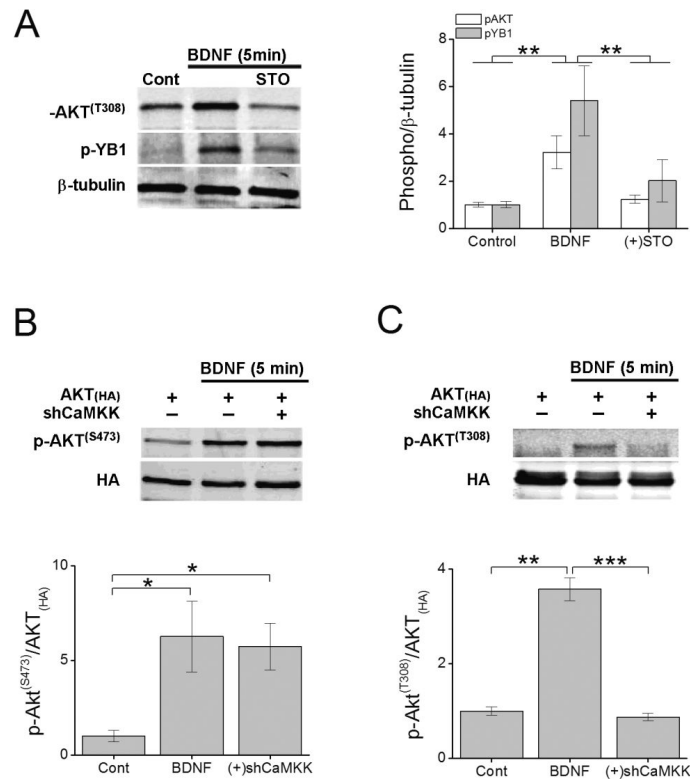 A
BDNF (5min)
Cont STO
-AKT(T308)
p-YB1
β-tubulin
pAKT
pYB1
** **
Phospho/β-tubulin
8
6
4
2
0
Control BDNF (+)STO
B
BDNF (5 min)
AKT(HA) + + +
shCaMKK − − +
p-AKT(S473)
HA
*
*
p-Akt(S473)/AKT(HA)
10
5
0
Cont BDNF (+)shCaMKK
C
BDNF (5 min)
AKT(HA) + + +
shCaMKK − − +
p-AKT(T308)
HA
** ***
p-Akt(T308)/AKT(HA)
4
2
0
Cont BDNF (+)shCaMKK